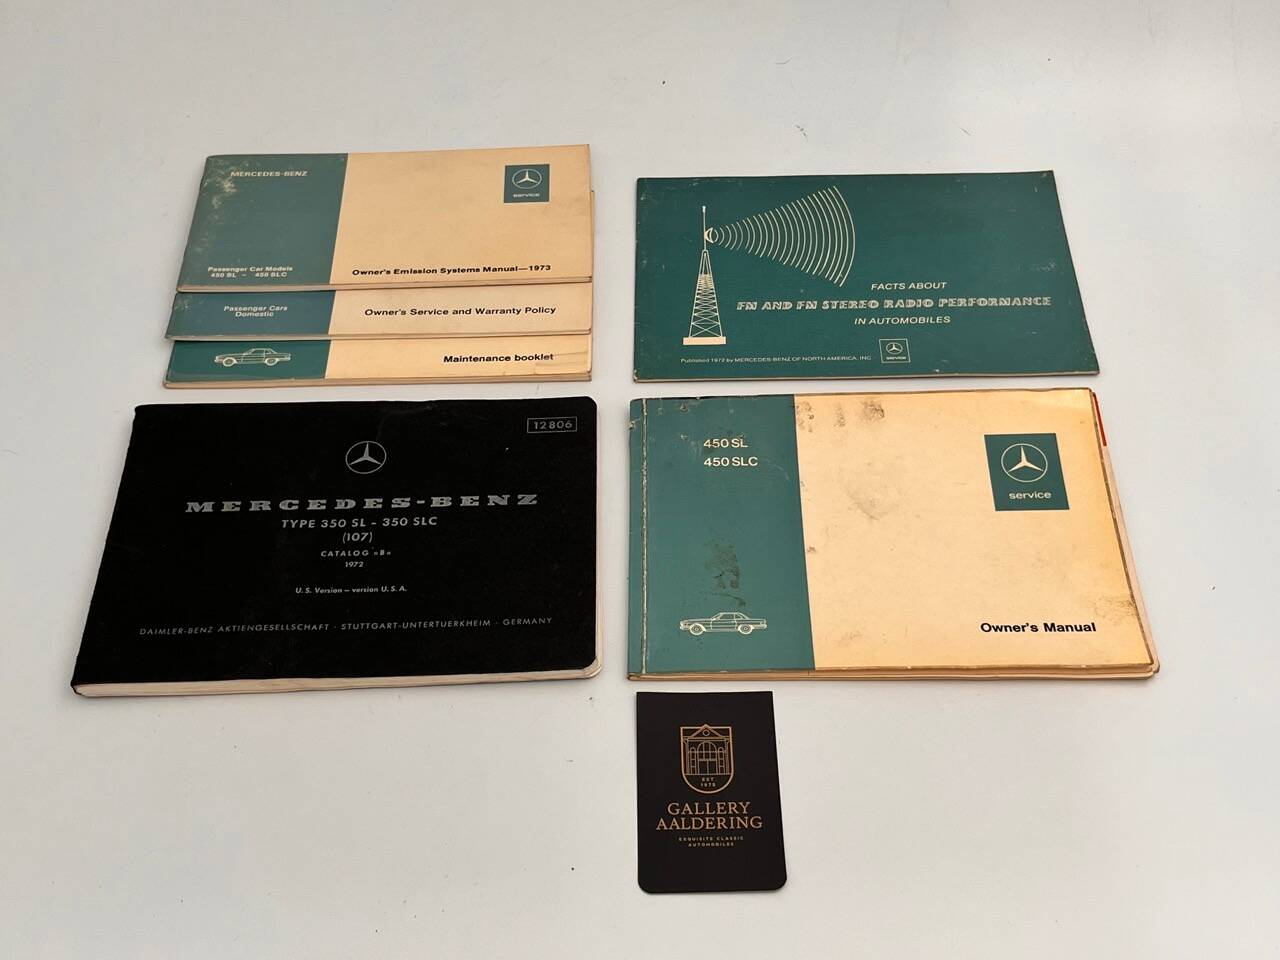 MERCEDES-BENZ
service
Passenger Car Models
450 SL - 450 SLC
Owner's Emission Systems Manual—1973
Passenger Cars
Domestic
Owner's Service and Warranty Policy
Maintenance booklet
FACTS ABOUT
FM AND FM STEREO RADIO PERFORMANCE
IN AUTOMOBILES
Published 1972 by MERCEDES-BENZ OF NORTH AMERICA, INC.
service
12806
MERCEDES-BENZ
TYPE 350 SL - 350 SLC
(107)
CATALOG »B«
1972
U.S. Version - version U.S.A.
DAIMLER-BENZ AKTIENGESELLSCHAFT · STUTTGART-UNTERTUERKHEIM · GERMANY
450 SL
450 SLC
service
Owner's Manual
EST
1975
GALLERY
AALDERING
EXQUISITE CLASSIC
AUTOMOBILES